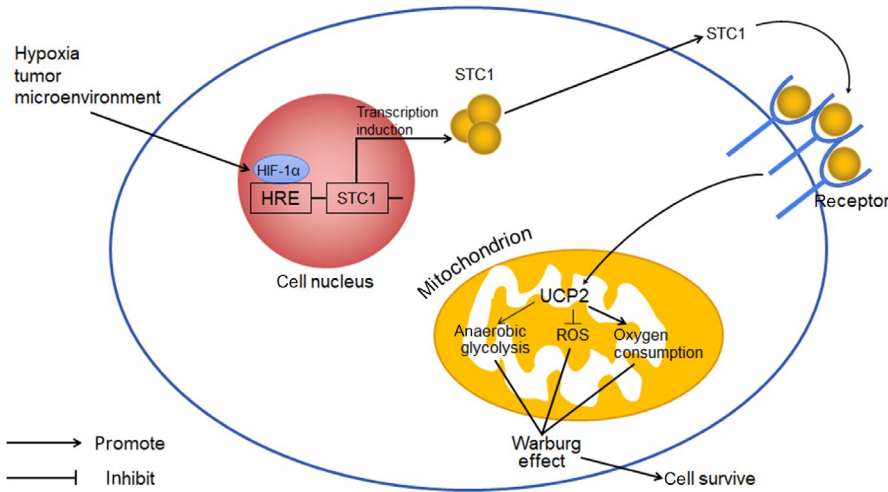 Hypoxia
tumor
microenvironment
STC1
STC1
Transcription
induction
HIF-1α
HRE
STC1
Cell nucleus
Receptor
Mitochondrion
UCP2
Anaerobic
glycolysis
ROS
Oxygen
consumption
Warburg
effect
Cell survive
Promote
Inhibit